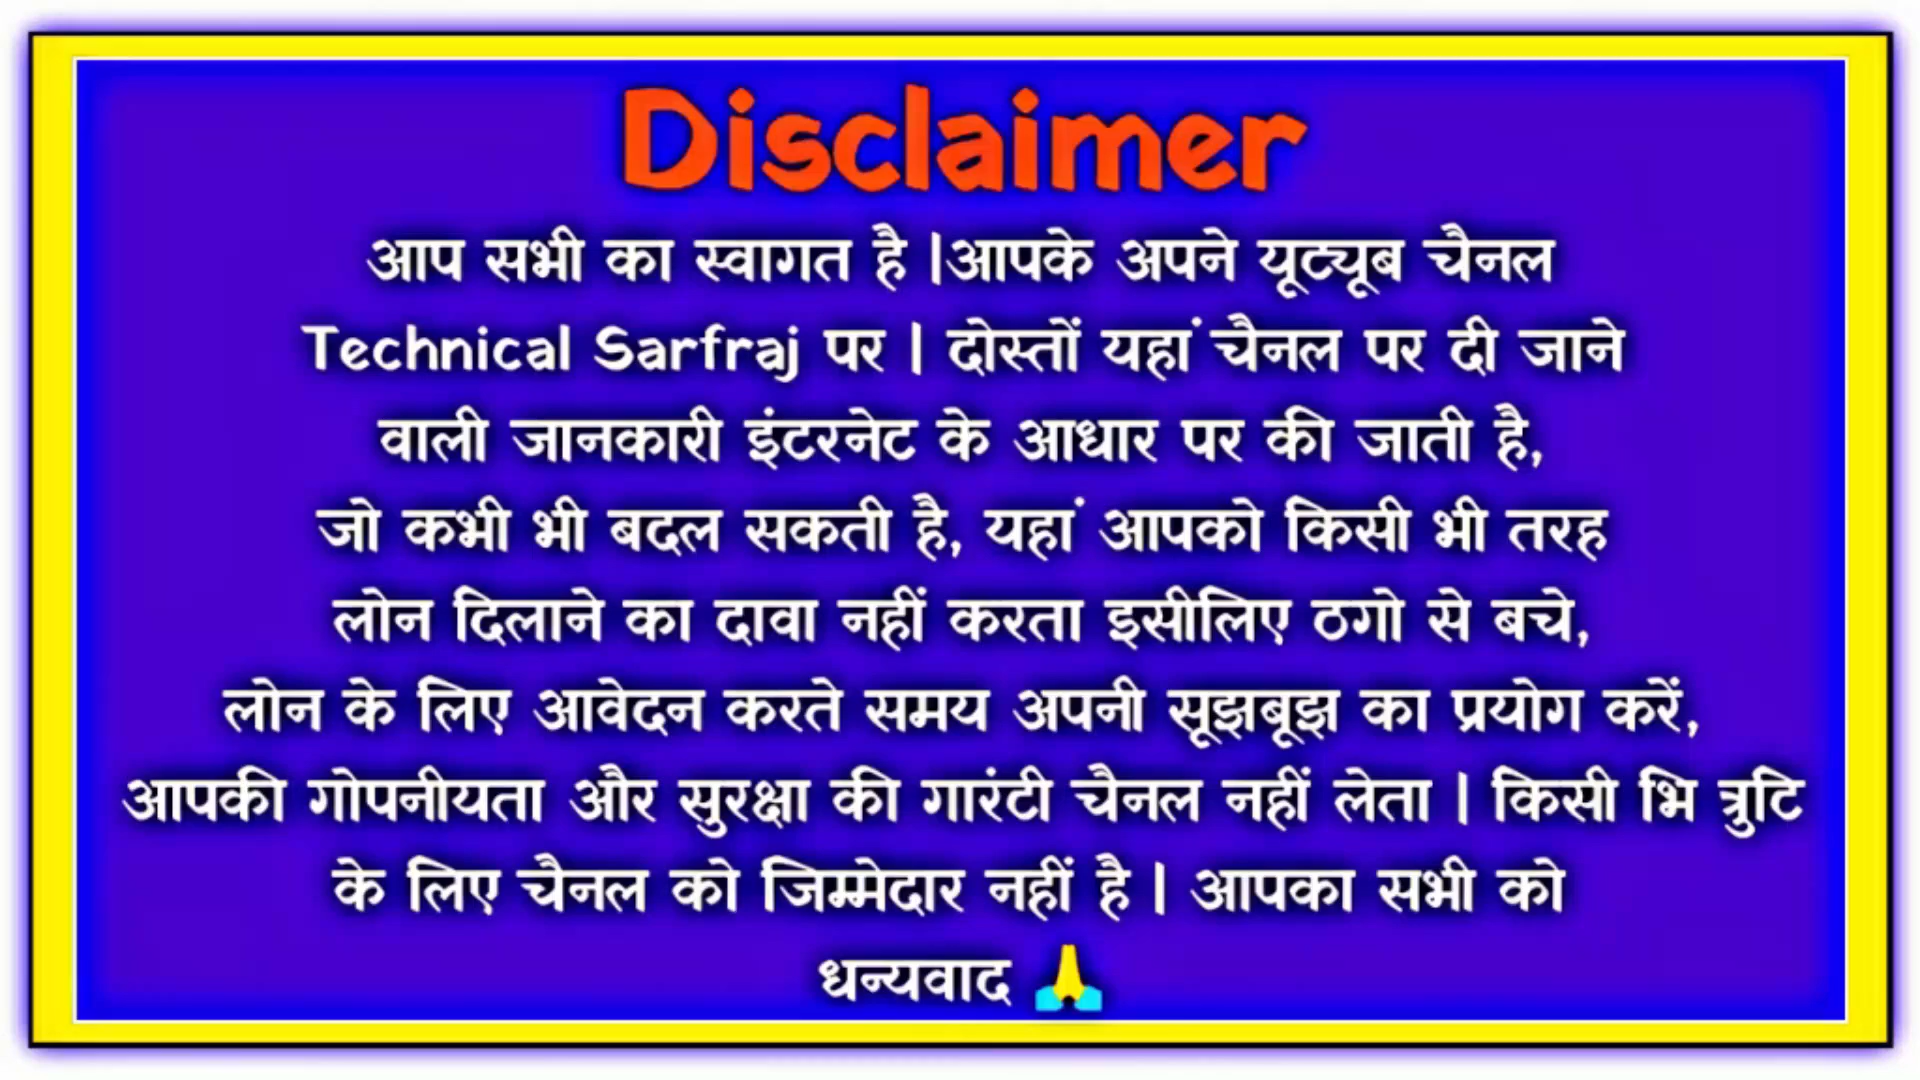 Disclaimer
आप सभी का स्वागत है |आपके अपने यूट्यूब चैनल
Technical Sarfraj पर | दोस्तों यहां चैनल पर दी जाने
वाली जानकारी इंटरनेट के आधार पर की जाती है,
जो कभी भी बदल सकती है, यहां आपको किसी भी तरह
लोन दिलाने का दावा नहीं करता इसीलिए ठगो से बचे,
लोन के लिए आवेदन करते समय अपनी सूझबूझ का प्रयोग करें,
आपकी गोपनीयता और सुरक्षा की गारंटी चैनल नहीं लेता | किसी भि त्रुटि
के लिए चैनल को जिम्मेदार नहीं है | आपका सभी को
धन्यवाद 🙏